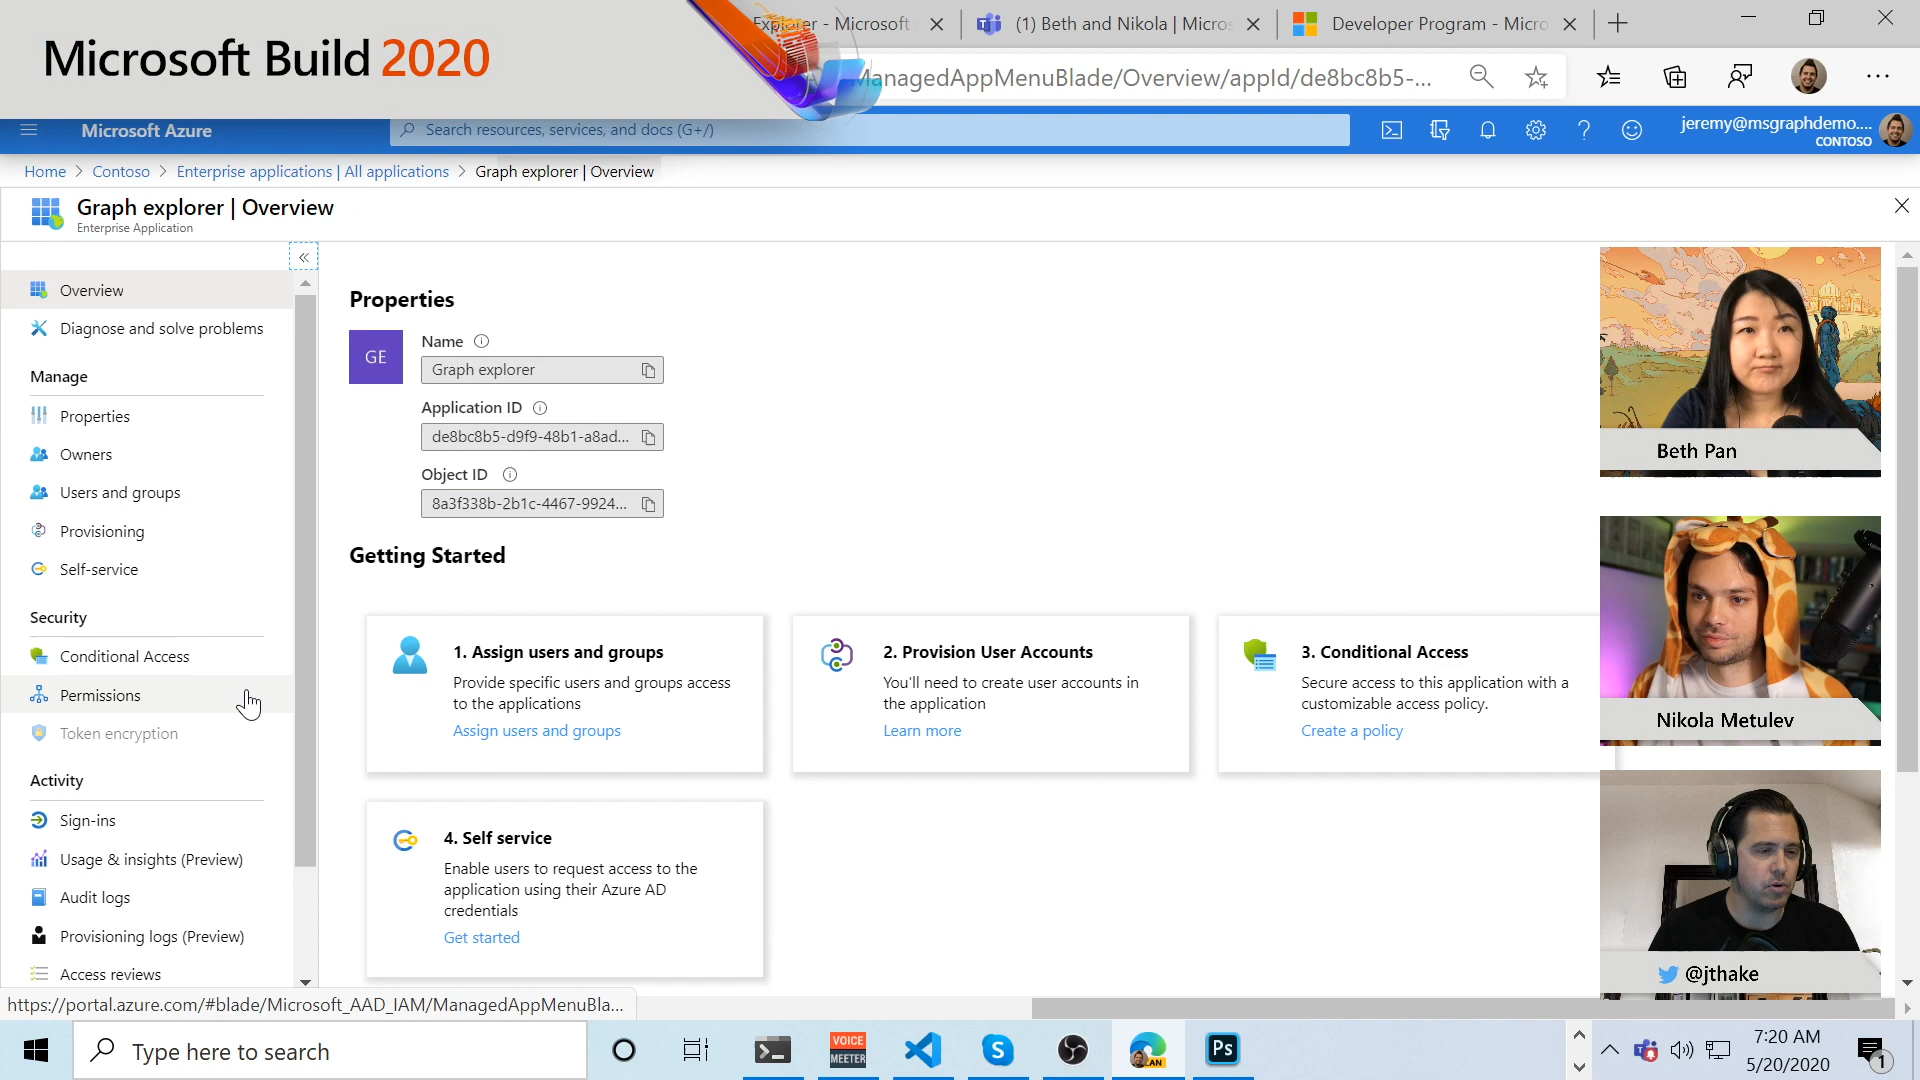 Microsoft Build 2020
Explorer - Microsoft
(1) Beth and Nikola | Micros
Developer Program - Micro
ManagedAppMenuBlade/Overview/appId/de8bc8b5-...
Microsoft Azure
Search resources, services, and docs (G+/)
jeremy@msgraphdemo....
CONTOSO
Home > Contoso > Enterprise applications | All applications > Graph explorer | Overview
Graph explorer | Overview
Enterprise Application
«
Overview
Diagnose and solve problems
Manage
Properties
Owners
Users and groups
Provisioning
Self-service
Security
Conditional Access
Permissions
Token encryption
Activity
Sign-ins
Usage & insights (Preview)
Audit logs
Provisioning logs (Preview)
Access reviews
Properties
GE
Name
Graph explorer
Application ID
de8bc8b5-d9f9-48b1-a8ad...
Object ID
8a3f338b-2b1c-4467-9924...
Getting Started
1. Assign users and groups
Provide specific users and groups access
to the applications
Assign users and groups
2. Provision User Accounts
You'll need to create user accounts in
the application
Learn more
3. Conditional Access
Secure access to this application with a
customizable access policy.
Create a policy
4. Self service
Enable users to request access to the
application using their Azure AD
credentials
Get started
Beth Pan
Nikola Metulev
@jthake
https://portal.azure.com/#blade/Microsoft_AAD_IAM/ManagedAppMenuBla...
Type here to search
VOICE
MEETER
CAN
Ps
7:20 AM
5/20/2020
1